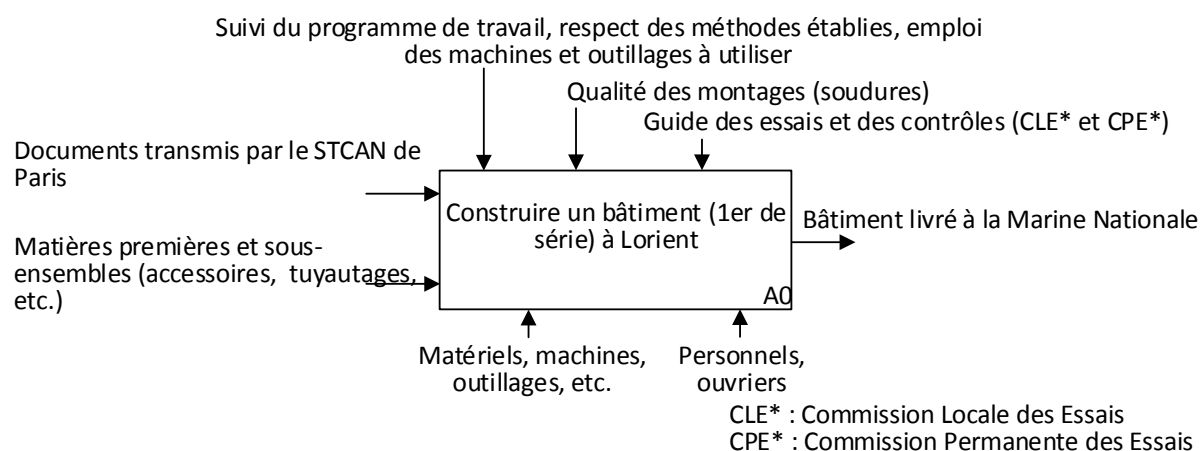 Suivi du programme de travail, respect des méthodes établies, emploi
des machines et outillages à utiliser
Qualité des montages (soudures)
Guide des essais et des contrôles (CLE* et CPE*)
Documents transmis par le STCAN de
Paris
Construire un bâtiment (1er de
série) à Lorient
Bâtiment livré à la Marine Nationale
Matières premières et sous-
ensembles (accessoires, tuyautages,
etc.)
A0
Matériels, machines,
outillages, etc.
Personnels,
ouvriers
CLE* : Commission Locale des Essais
CPE* : Commission Permanente des Essais